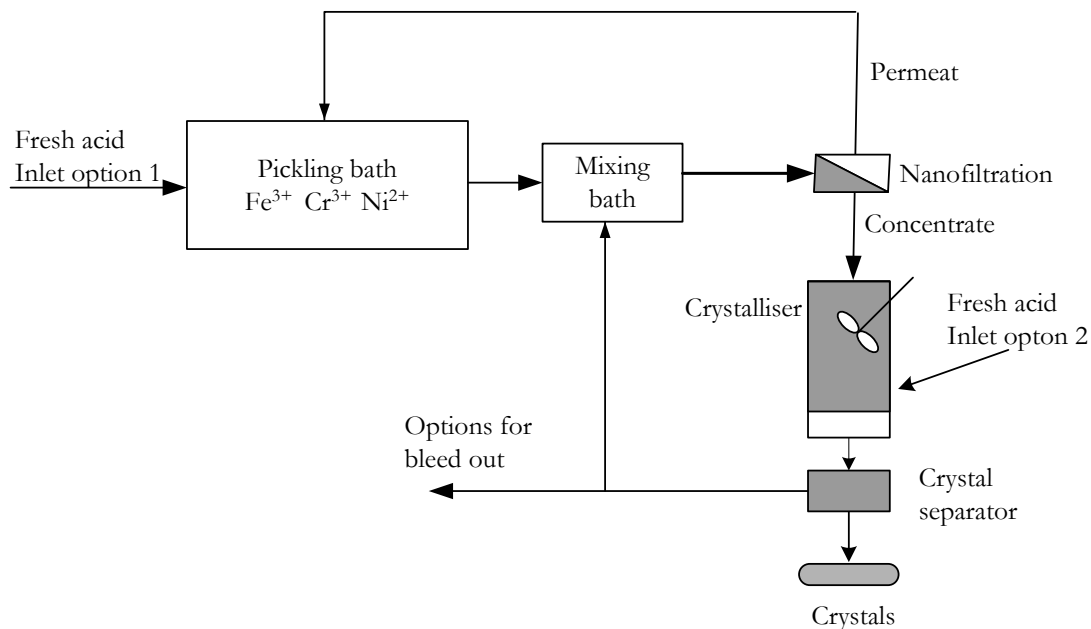 Permeat
Fresh acid
Inlet option 1
Pickling bath
Fe³⁺ Cr³⁺ Ni²⁺
Mixing
bath
Nanofiltration
Concentrate
Crystalliser
Fresh acid
Inlet opton 2
Options for
bleed out
Crystal
separator
Crystals